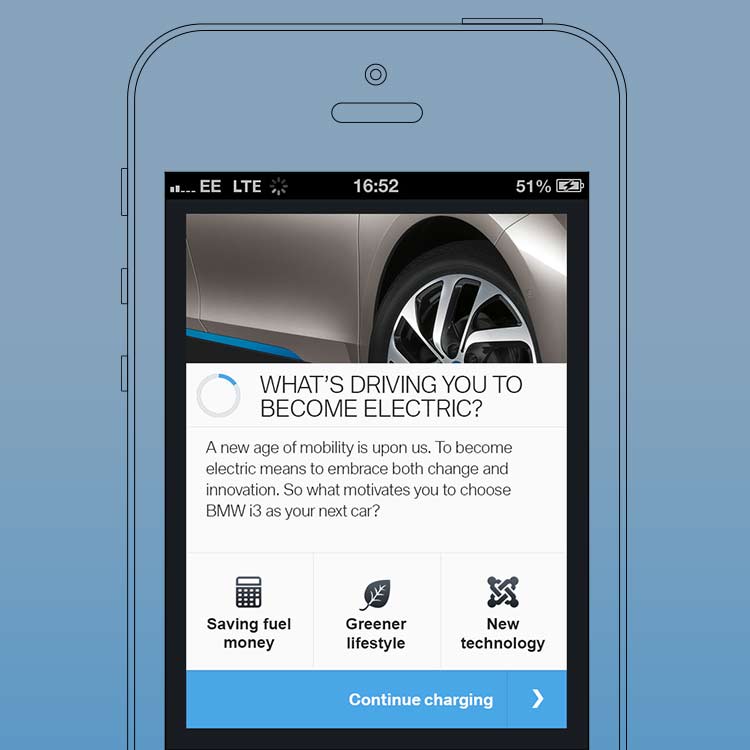 EE LTE 16:52 51%
WHAT'S DRIVING YOU TO
BECOME ELECTRIC?
A new age of mobility is upon us. To become
electric means to embrace both change and
innovation. So what motivates you to choose
BMW i3 as your next car?
Saving fuel
money
Greener
lifestyle
New
technology
Continue charging